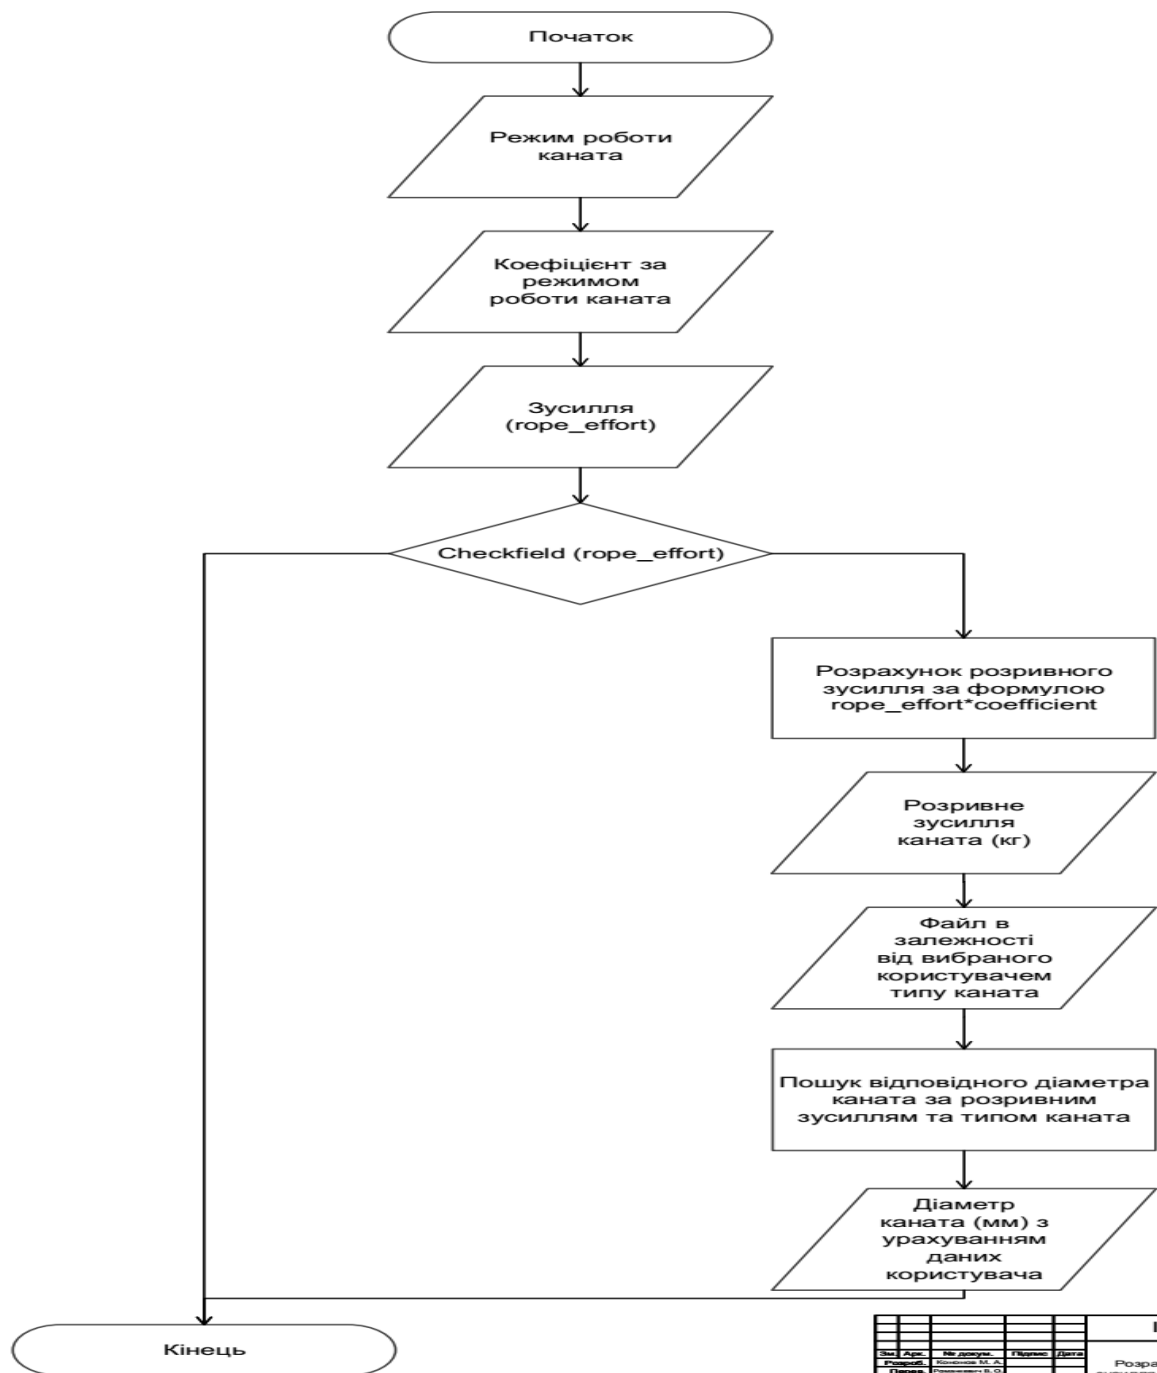 Початок
Режим роботи
каната
Коефіцієнт за
режимом
роботи каната
Зусилля
(rope_effort)
Checkfield (rope_effort)
Розрахунок розривного
зусилля за формулою
rope_effort*coefficient
Розривне
зусилля
каната (кг)
Файл в
залежності
від вибраного
користувачем
типу каната
Пошук відповідного діаметра
каната за розривним
зусиллям та типом каната
Діаметр
каната (мм) з
урахуванням
даних
користувача
Кінець
Зм. Арк. № докум. Підпис Дата
Розроб. Кононов М. А.
Перев. Романкевич В.О.
Розра